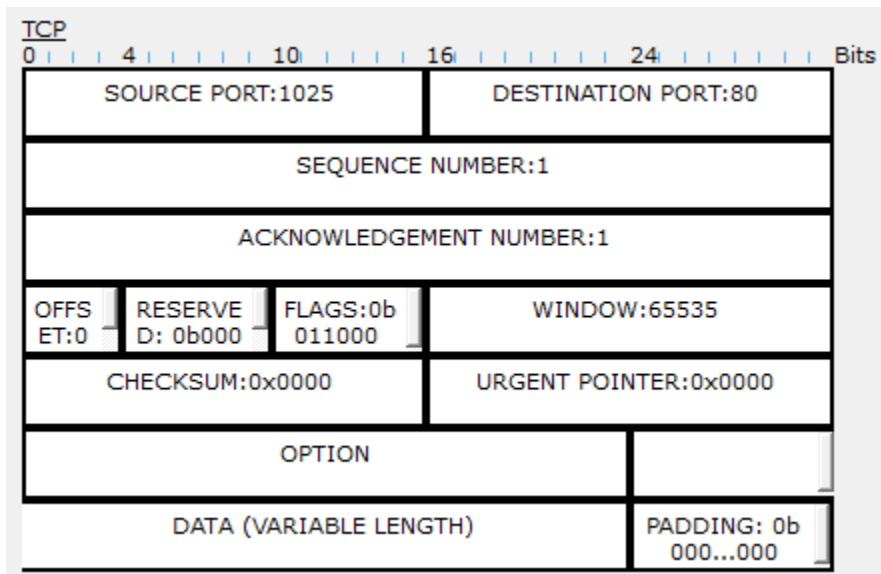 TCP
0 4 10 16 24 Bits
SOURCE PORT:1025 DESTINATION PORT:80
SEQUENCE NUMBER:1
ACKNOWLEDGEMENT NUMBER:1
OFFS RESERVE FLAGS:0b WINDOW:65535
ET:0 D: 0b000 011000
CHECKSUM:0x0000 URGENT POINTER:0x0000
OPTION
DATA (VARIABLE LENGTH) PADDING: 0b
000...000